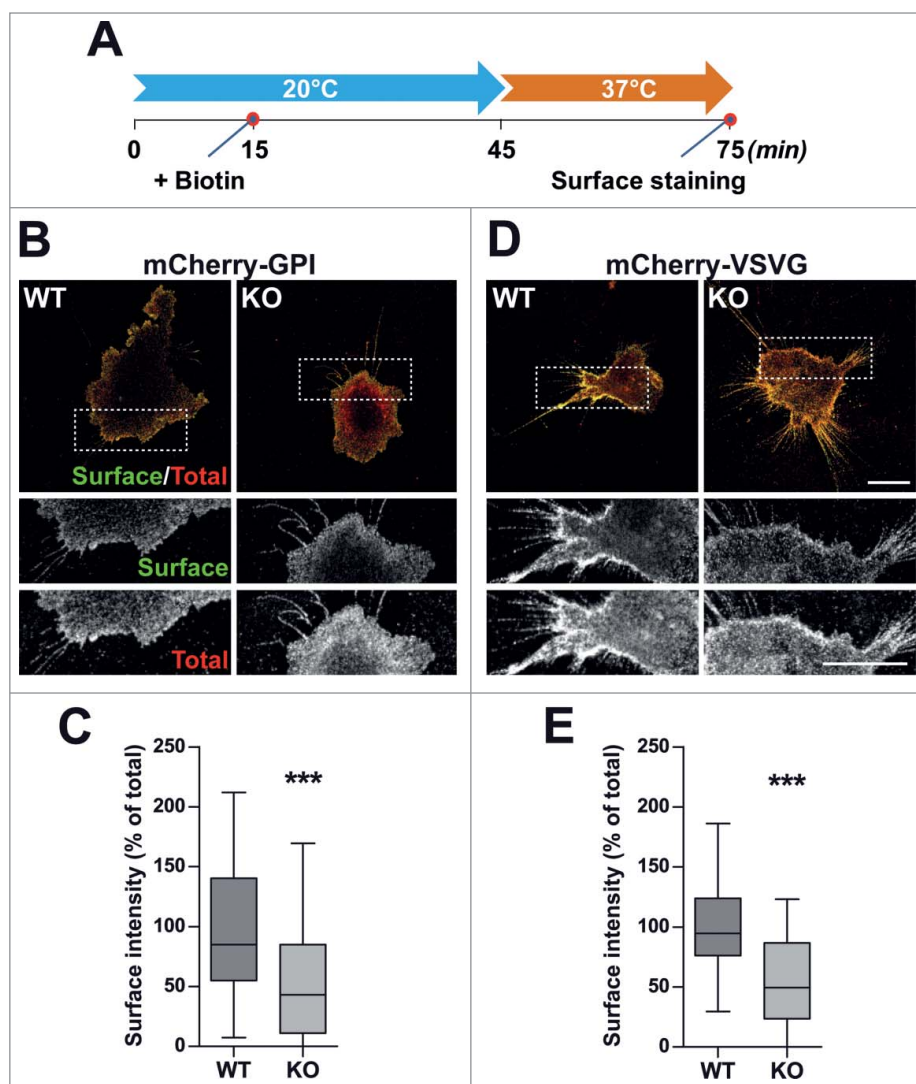 A
20°C 37°C
0 15 45 75 (min)
+ Biotin Surface staining
B
mCherry-GPI
WT KO
Surface/Total
Surface
Total
D
mCherry-VSVG
WT KO
C
Surface intensity (% of total)
250
200
150
100
50
0
***
WT KO
E
Surface intensity (% of total)
250
200
150
100
50
0
***
WT KO